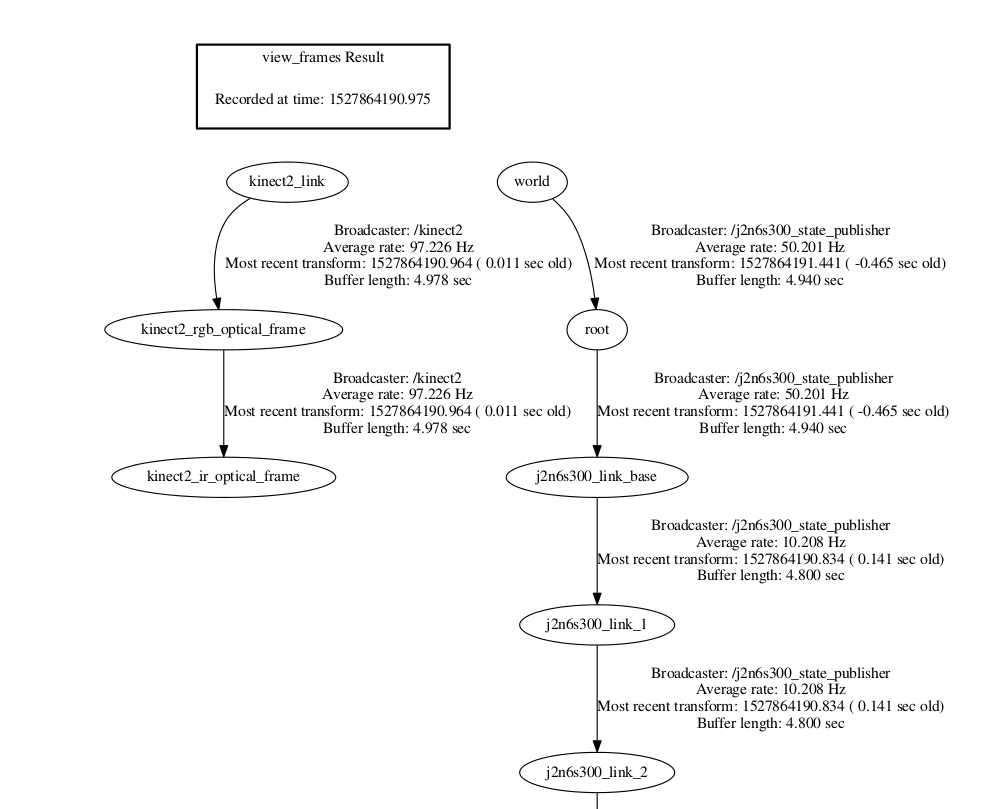 view_frames Result
Recorded at time: 1527864190.975
kinect2_link
world
Broadcaster: /kinect2
Average rate: 97.226 Hz
Most recent transform: 1527864190.964 ( 0.011 sec old)
Buffer length: 4.978 sec
Broadcaster: /j2n6s300_state_publisher
Average rate: 50.201 Hz
Most recent transform: 1527864191.441 ( -0.465 sec old)
Buffer length: 4.940 sec
kinect2_rgb_optical_frame
root
Broadcaster: /kinect2
Average rate: 97.226 Hz
Most recent transform: 1527864190.964 ( 0.011 sec old)
Buffer length: 4.978 sec
Broadcaster: /j2n6s300_state_publisher
Average rate: 50.201 Hz
Most recent transform: 1527864191.441 ( -0.465 sec old)
Buffer length: 4.940 sec
kinect2_ir_optical_frame
j2n6s300_link_base
Broadcaster: /j2n6s300_state_publisher
Average rate: 10.208 Hz
Most recent transform: 1527864190.834 ( 0.141 sec old)
Buffer length: 4.800 sec
j2n6s300_link_1
Broadcaster: /j2n6s300_state_publisher
Average rate: 10.208 Hz
Most recent transform: 1527864190.834 ( 0.141 sec old)
Buffer length: 4.800 sec
j2n6s300_link_2